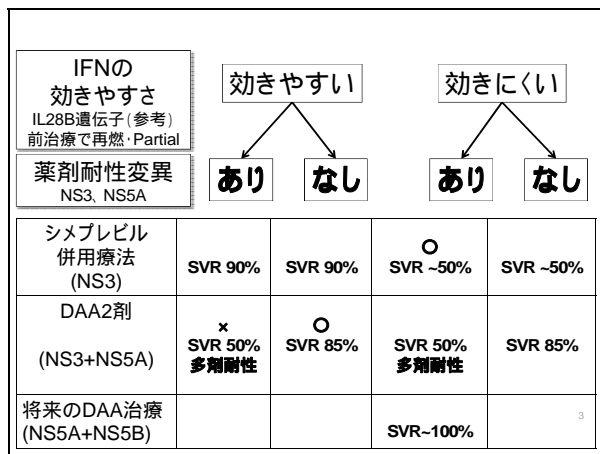 IFNの
効きやすさ
IL28B遺伝子(参考)
前治療で再燃・Partial
効きやすい
効きにくい
薬剤耐性変異
NS3、NS5A
あり
なし
あり
なし
シメプレビル
併用療法
(NS3)
SVR 90%
SVR 90%
○
SVR ~50%
SVR ~50%
DAA2剤
(NS3+NS5A)
×
SVR 50%
多剤耐性
○
SVR 85%
SVR 50%
多剤耐性
SVR 85%
将来のDAA治療
(NS5A+NS5B)
SVR~100%
3